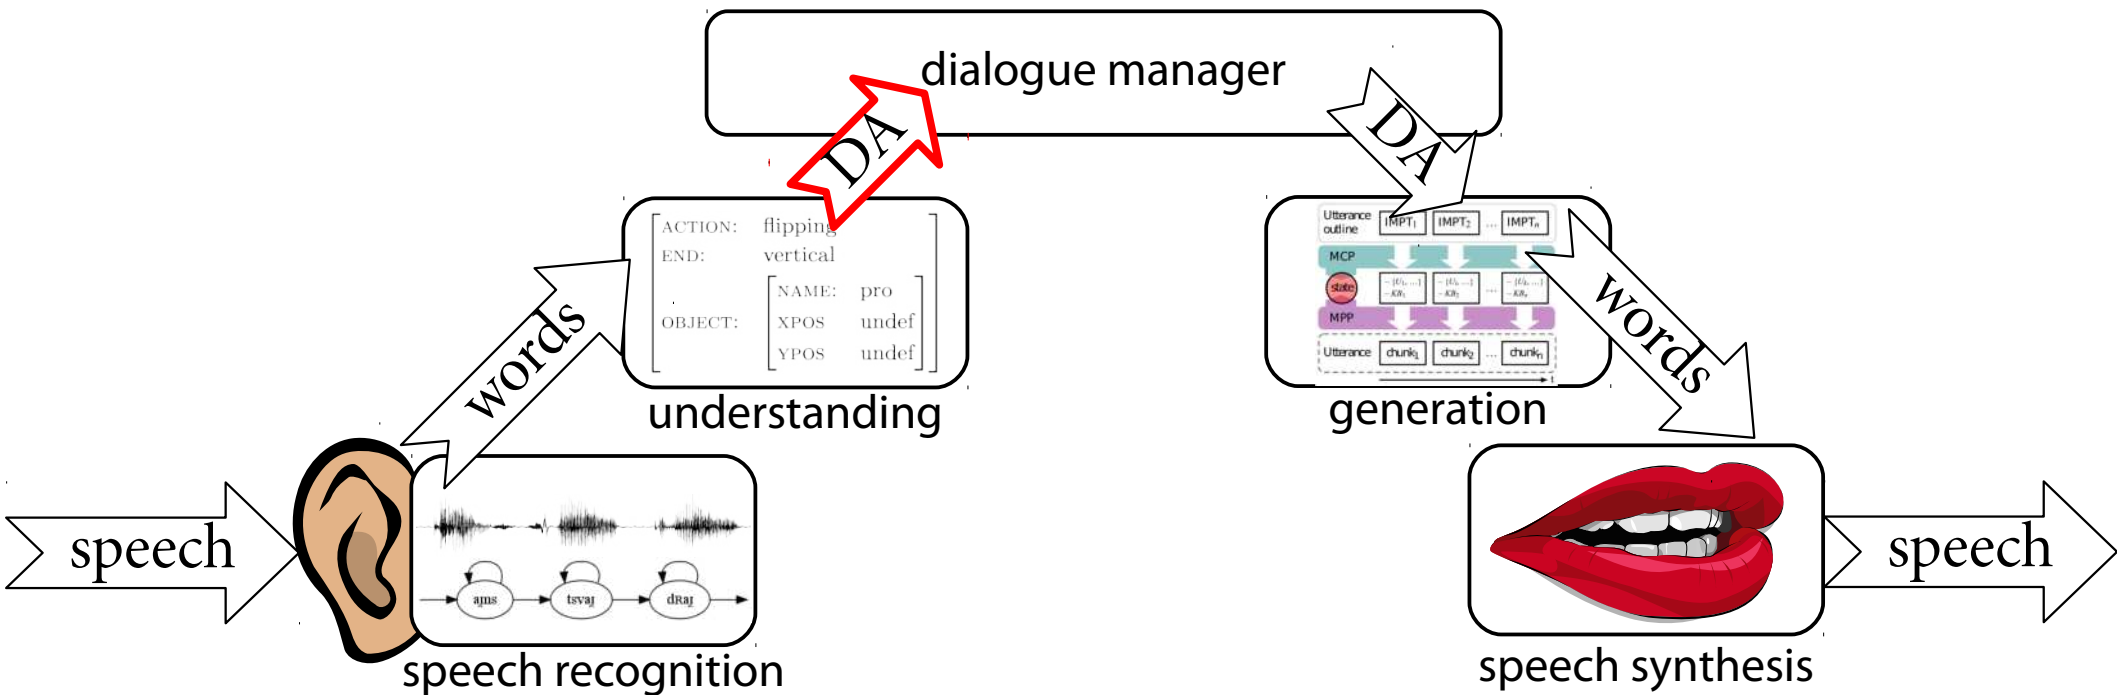 dialogue manager
DA
DA
ACTION: flipping
END: vertical
NAME: pro
OBJECT: XPOS undef
YPOS undef
understanding
Utterance outline IMPT1 IMPT2 ... IMPTn
MCP
state
MPP
Utterance chunk1 chunk2 ... chunkn
t
generation
words
words
speech
ajms tsvaj dRaj
speech recognition
speech synthesis
speech